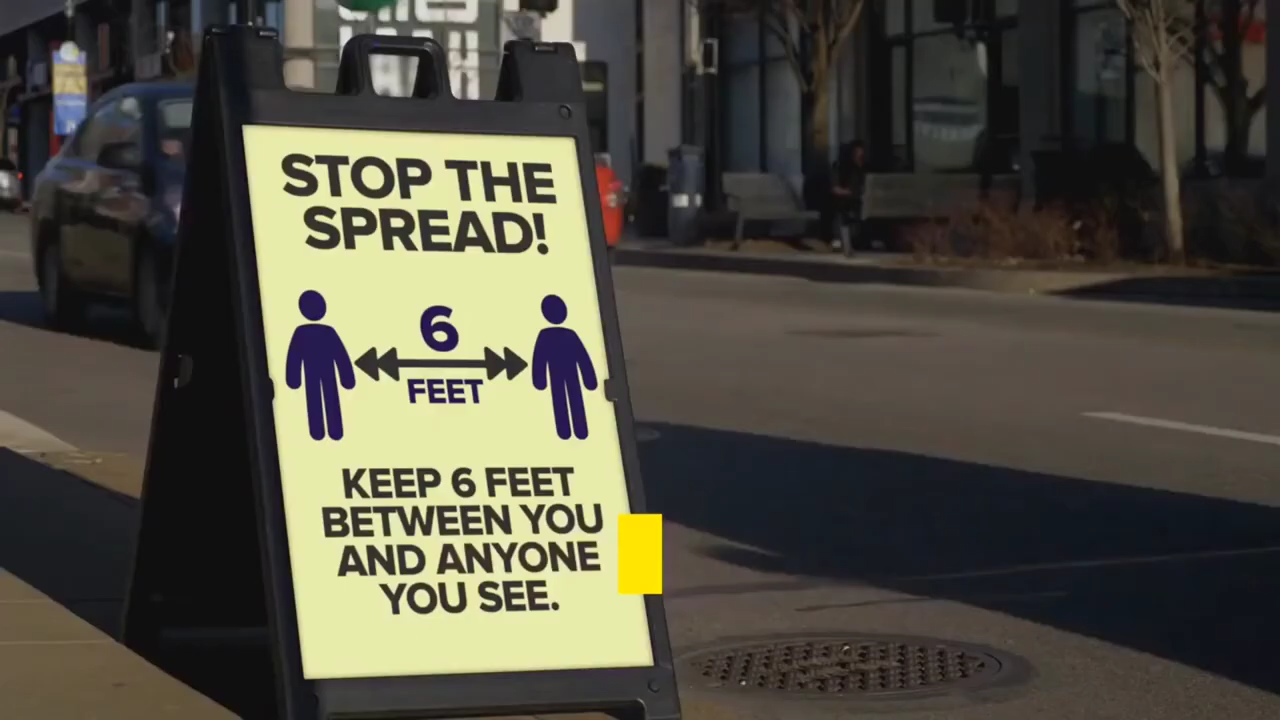 STOP THE
SPREAD!
6
FEET
KEEP 6 FEET
BETWEEN YOU
AND ANYONE
YOU SEE.